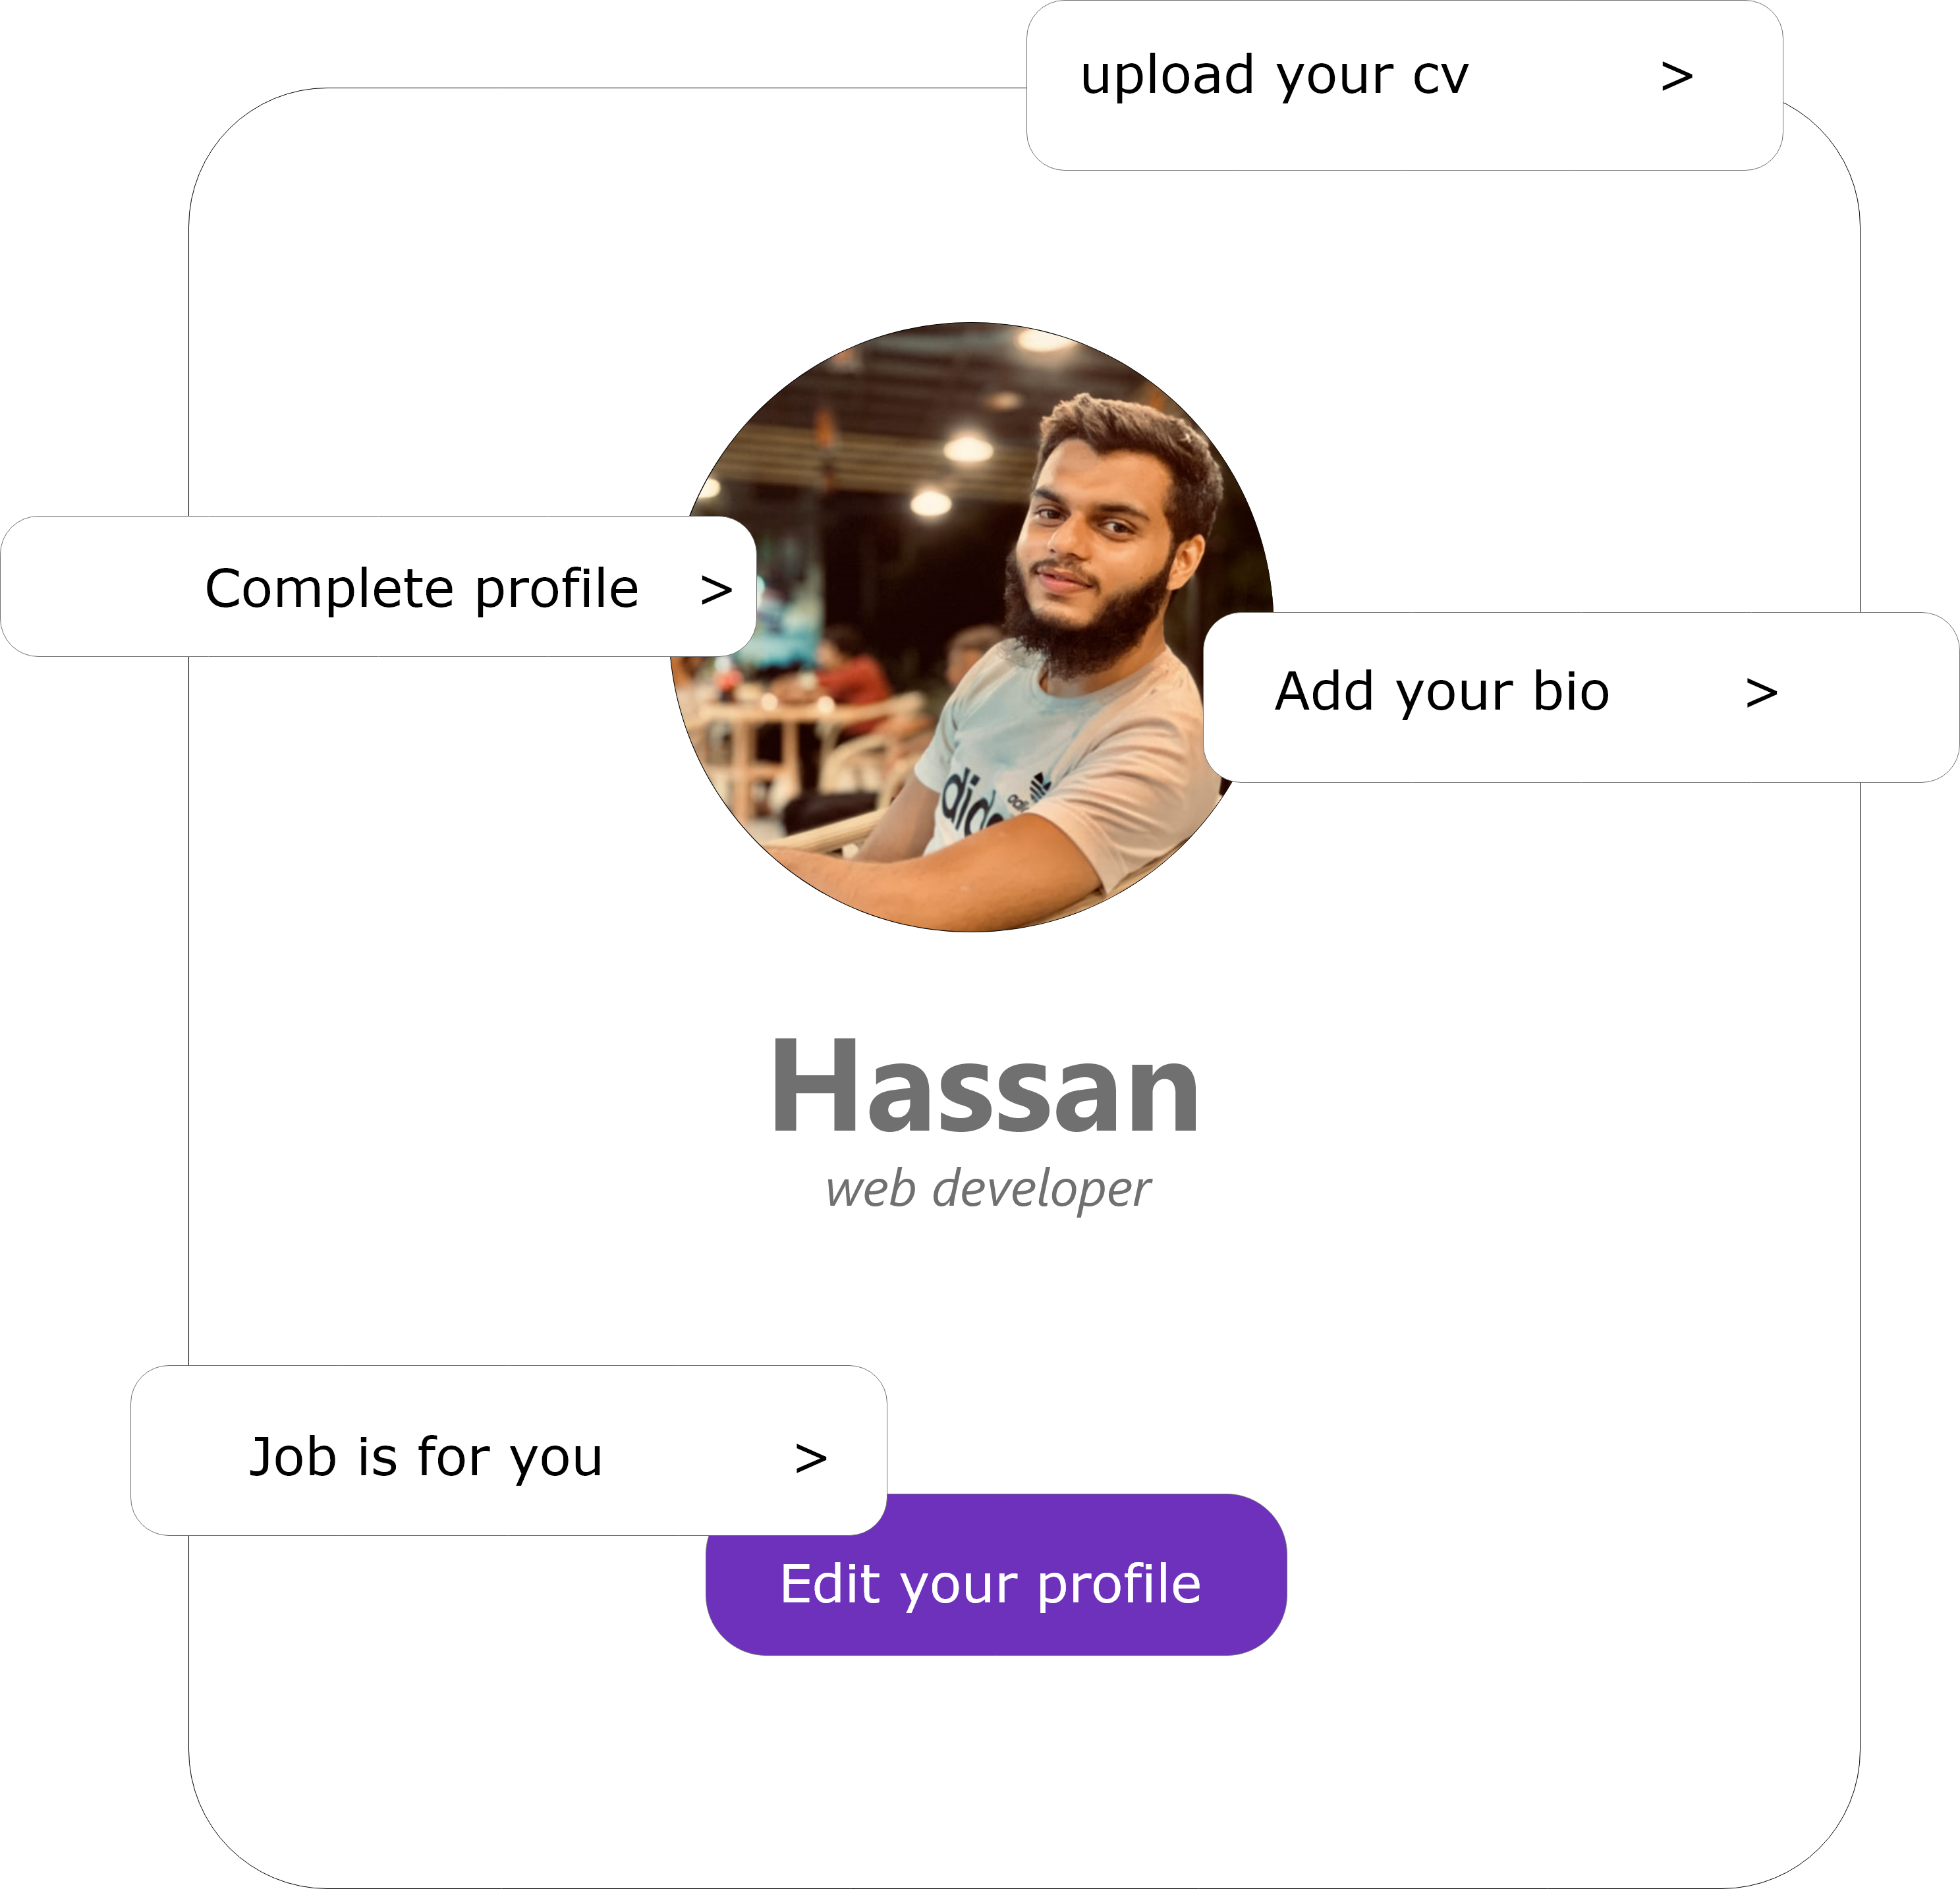 upload your cv >
Complete profile >
Add your bio >
Hassan
web developer
Job is for you >
Edit your profile